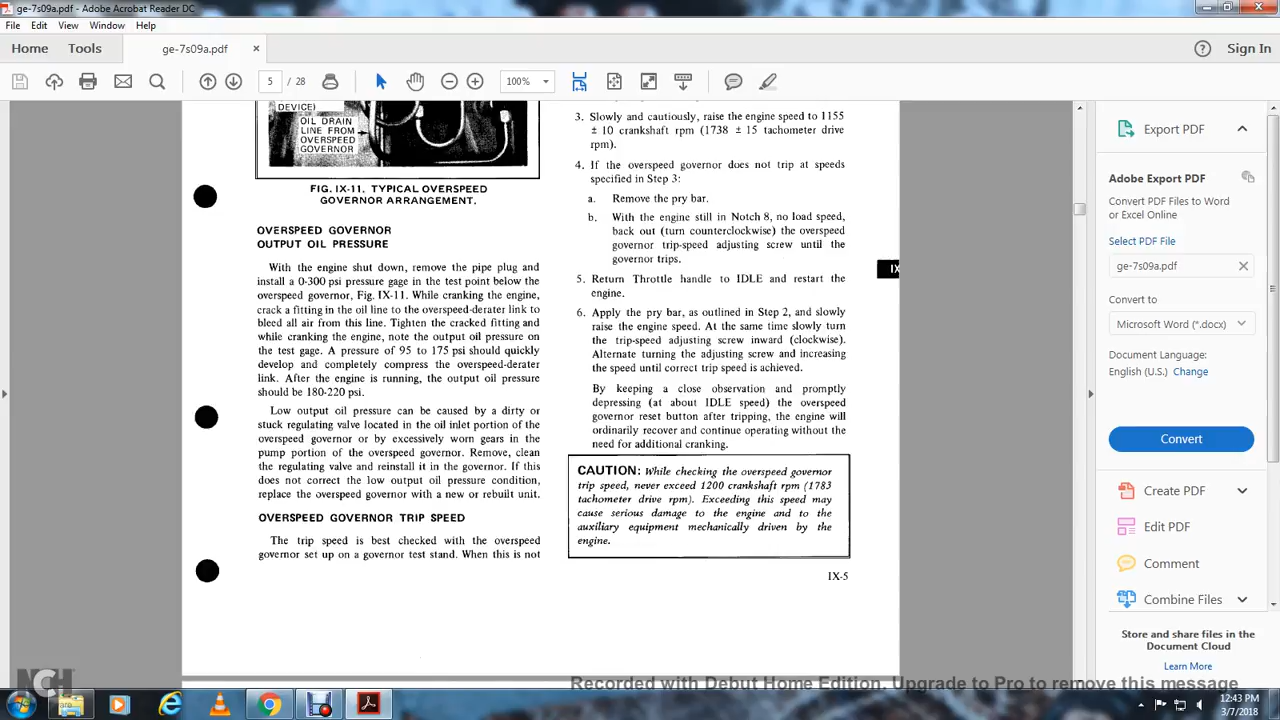 ge-7s09a.pdf - Adobe Acrobat Reader DC
File Edit View Window Help
Home Tools ge-7s09a.pdf × Sign In
5 / 28 100%
DEVICE)
OIL DRAIN
LINE FROM
OVERSPEED
GOVERNOR
FIG. IX-11. TYPICAL OVERSPEED
GOVERNOR ARRANGEMENT.
OVERSPEED GOVERNOR
OUTPUT OIL PRESSURE
With the engine shut down, remove the pipe plug and
install a 0-300 psi pressure gage in the test point below the
overspeed governor, Fig. IX-11. While cranking the engine,
crack a fitting in the oil line to the overspeed-derater link to
bleed all air from this line. Tighten the cracked fitting and
while cranking the engine, note the output oil pressure on
the test gage. A pressure of 95 to 175 psi should quickly
develop and completely compress the overspeed-derater
link. After the engine is running, the output oil pressure
should be 180-220 psi.
Low output oil pressure can be caused by a dirty or
stuck regulating valve located in the oil inlet portion of the
overspeed governor or by excessively worn gears in the
pump portion of the overspeed governor. Remove, clean
the regulating valve and reinstall it in the governor. If this
does not correct the low output oil pressure condition,
replace the overspeed governor with a new or rebuilt unit.
OVERSPEED GOVERNOR TRIP SPEED
The trip speed is best checked with the overspeed
governor set up on a governor test stand. When this is not
3. Slowly and cautiously, raise the engine speed to 1155
± 10 crankshaft rpm (1738 ± 15 tachometer drive
rpm).
4. If the overspeed governor does not trip at speeds
specified in Step 3:
a. Remove the pry bar.
b. With the engine still in Notch 8, no load speed,
back out (turn counterclockwise) the overspeed
governor trip-speed adjusting screw until the
governor trips.
5. Return Throttle handle to IDLE and restart the
engine.
6. Apply the pry bar, as outlined in Step 2, and slowly
raise the engine speed. At the same time slowly turn
the trip-speed adjusting screw inward (clockwise).
Alternate turning the adjusting screw and increasing
the speed until correct trip speed is achieved.
By keeping a close observation and promptly
depressing (at about IDLE speed) the overspeed
governor reset button after tripping, the engine will
ordinarily recover and continue operating without the
need for additional cranking.
CAUTION: While checking the overspeed governor
trip speed, never exceed 1200 crankshaft rpm (1783
tachometer drive rpm). Exceeding this speed may
cause serious damage to the engine and to the
auxiliary equipment mechanically driven by the
engine.
IX-5
IX
Export PDF
Adobe Export PDF
Convert PDF Files to Word
or Excel Online
Select PDF File
ge-7s09a.pdf
Convert to
Microsoft Word (*.docx)
Document Language:
English (U.S.) Change
Convert
Create PDF
Edit PDF
Comment
Combine Files
Store and share files in the
Document Cloud
Learn More
NCH
Recorded with Debut Home Edition. Upgrade to Pro to remove this message
12:43 PM
3/7/2018